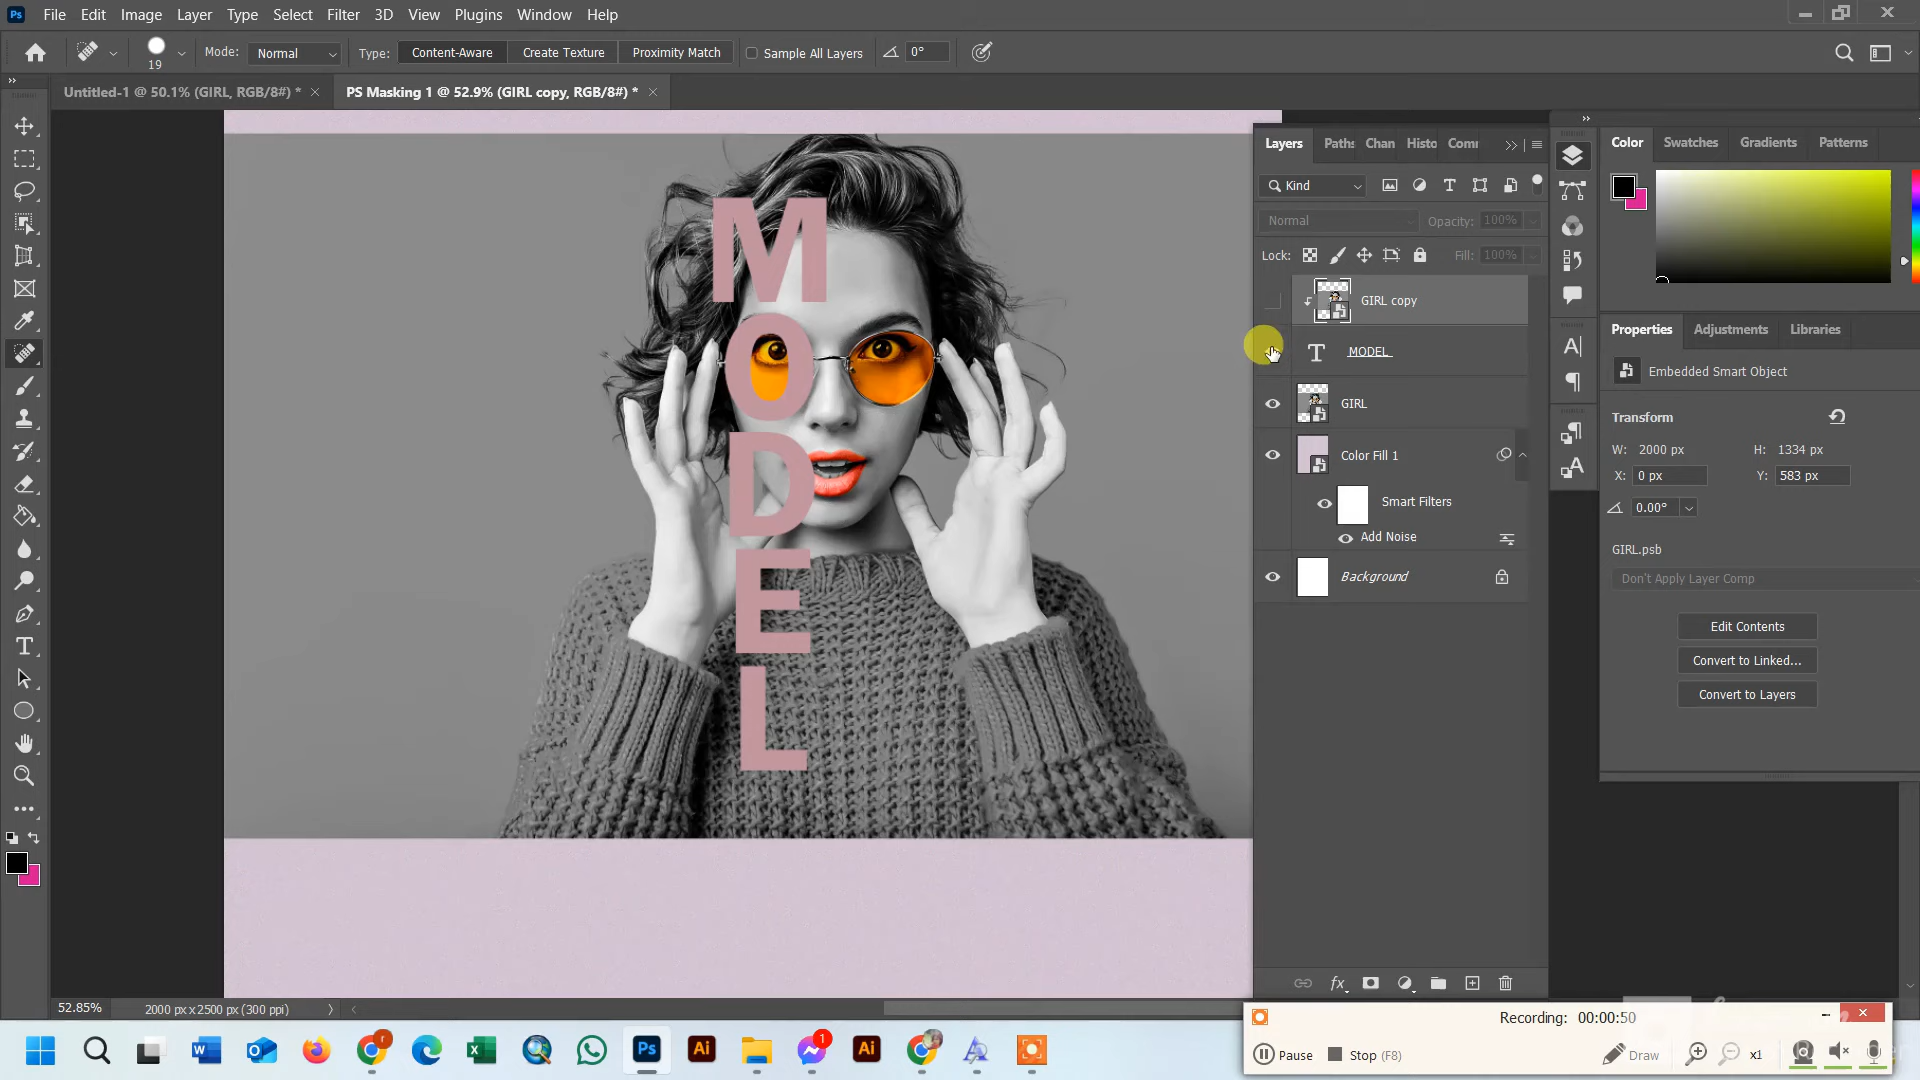 Ps File Edit Image Layer Type Select Filter 3D View Plugins Window Help
19 Mode: Normal Type: Content-Aware Create Texture Proximity Match Sample All Layers 0°
Untitled-1 @ 50.1% (GIRL, RGB/8#) * × PS Masking 1 @ 52.9% (GIRL copy, RGB/8#) * ×
M
O
D
E
L
Layers Paths Chan Histo Comm
Kind
Normal Opacity: 100%
Lock: Fill: 100%
GIRL copy
T MODEL
GIRL
Color Fill 1
Smart Filters
Add Noise
Background
Color Swatches Gradients Patterns
Properties Adjustments Libraries
Embedded Smart Object
Transform
W: 2000 px H: 1334 px
X: 0 px Y: 583 px
0.00°
GIRL.psb
Don't Apply Layer Comp
Edit Contents
Convert to Linked...
Convert to Layers
52.85% 2000 px x 2500 px (300 ppi)
Recording: 00:00:50
Pause Stop (F8) Draw x1
W r X Ps Ai 1 Ai